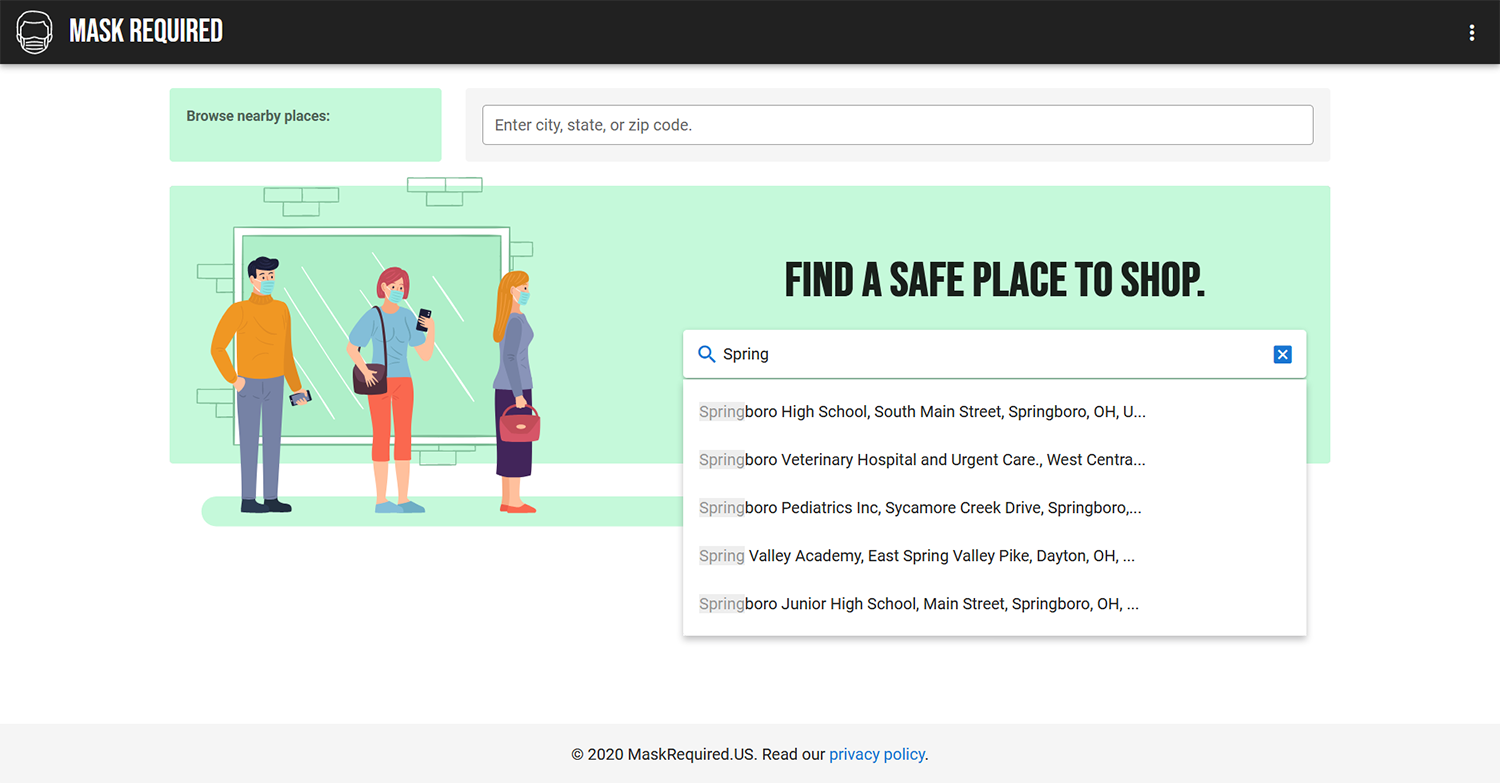 MASK REQUIRED
Browse nearby places:
Enter city, state, or zip code.
FIND A SAFE PLACE TO SHOP.
Spring
Springboro High School, South Main Street, Springboro, OH, U...
Springboro Veterinary Hospital and Urgent Care., West Centra...
Springboro Pediatrics Inc, Sycamore Creek Drive, Springboro,...
Spring Valley Academy, East Spring Valley Pike, Dayton, OH, ...
Springboro Junior High School, Main Street, Springboro, OH, ...
© 2020 MaskRequired.US. Read our privacy policy.